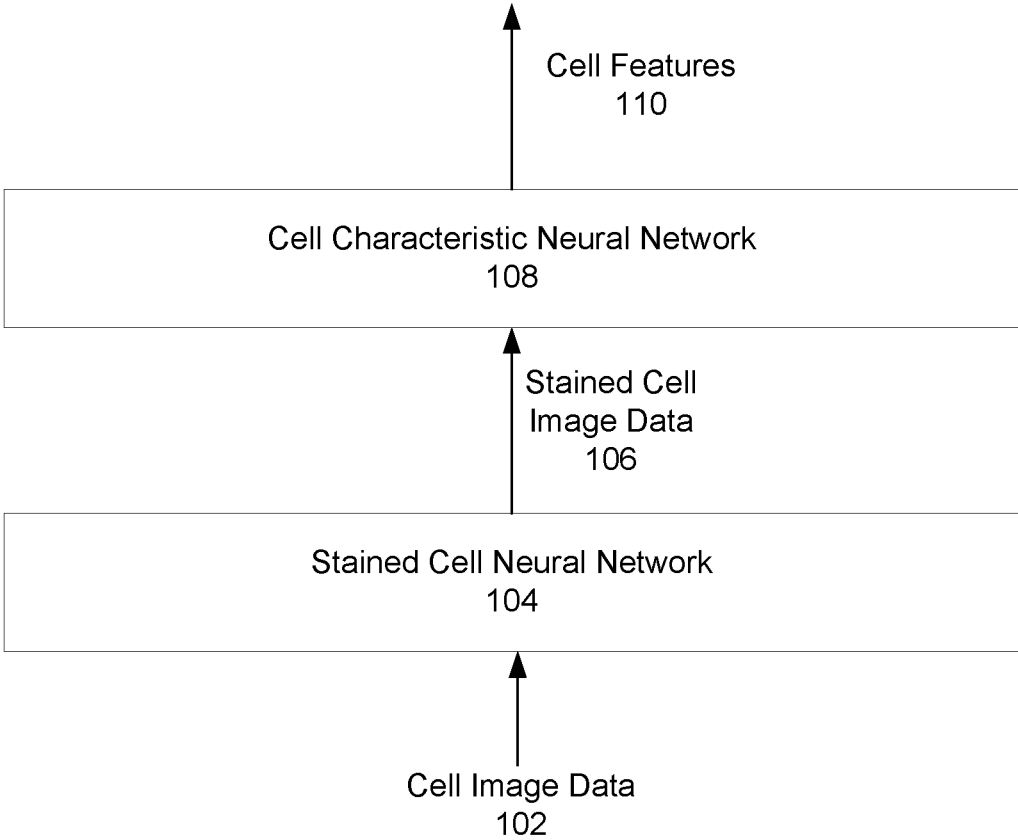 Cell Features
110
Cell Characteristic Neural Network
108
Stained Cell
Image Data
106
Stained Cell Neural Network
104
Cell Image Data
102